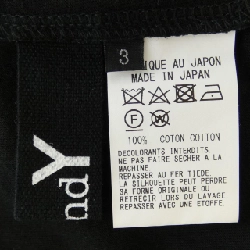 ndY
3
IQUE AU JAPON
MADE IN JAPAN
F W
100% COTON COTTON
DECOLORANTS INTERDITS
NE PAS FAIRE SECHER A LA
MACHINE.
REPASSER AU FER TIEDE.
LA SILHOUETTE PEUT PERDRE
SA FORME ORIGINALE OU
RETRECIR LORS DU LAVAGE.
REPASSER AVEC UNE